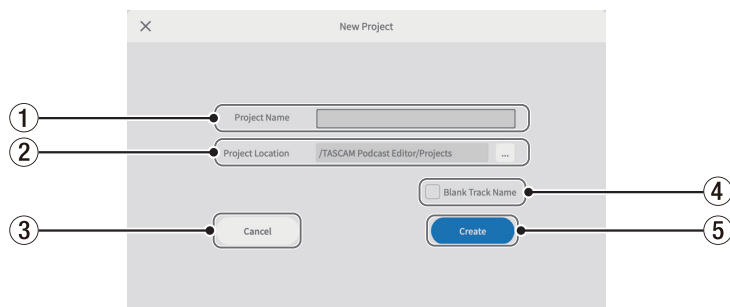 New Project
① Project Name
② Project Location /TASCAM Podcast Editor/Projects ...
Blank Track Name ④
③ Cancel Create ⑤